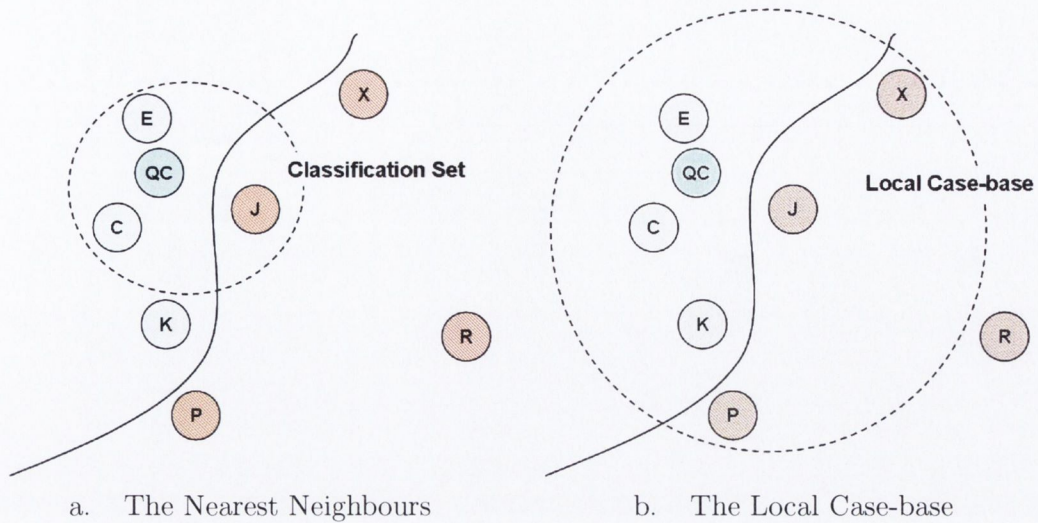 E
X
QC
Classification Set
C
J
K
R
P
E
X
QC
Local Case-base
C
J
K
R
P
a. The Nearest Neighbours
b. The Local Case-base